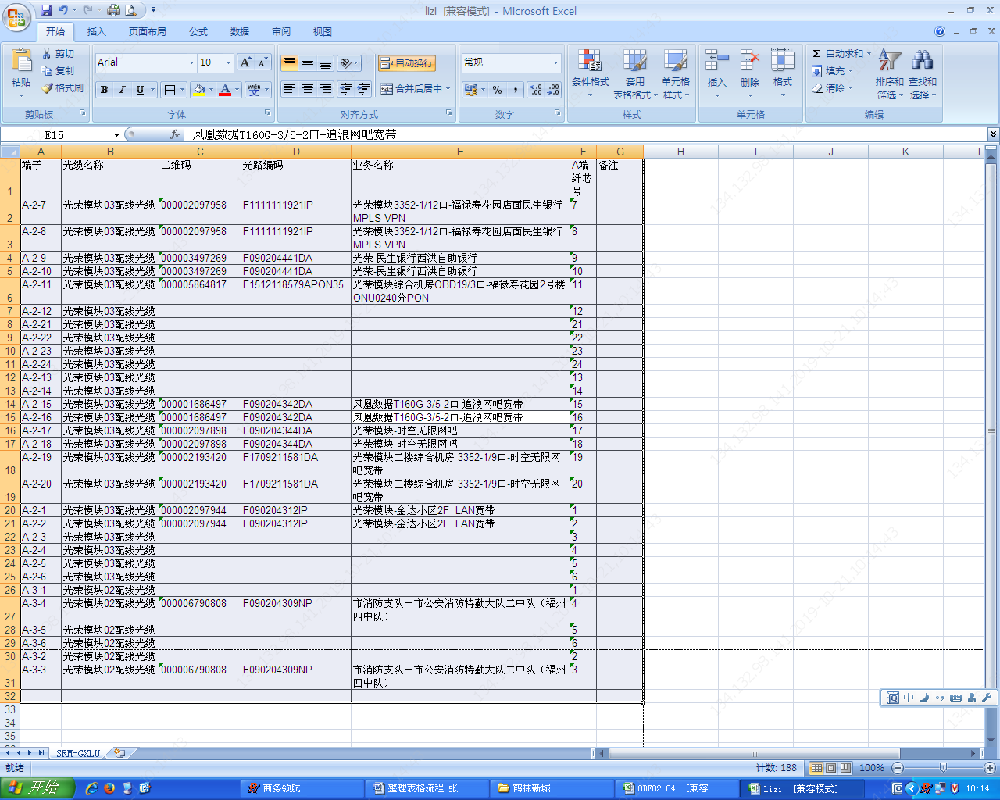 lizi [兼容模式] - Microsoft Excel
开始 插入 页面布局 公式 数据 审阅 视图
粘贴 剪切 复制 格式刷 剪贴板
Arial 10 B I U A 字体
自动换行 合并后居中 对齐方式
常规 % , 数字
条件格式 套用表格格式 单元格样式 样式
插入 删除 格式 单元格
Σ 自动求和 填充 清除 排序和筛选 查找和选择 编辑
E15 fx 凤凰数据T160G-3/5-2口-追浪网吧宽带
A B C D E F G H I J K L
1 端子 光缆名称 二维码 光路编码 业务名称 A端纤芯号 备注
2 A-2-7 光荣模块03配线光缆 000002097958 F1111111921IP 光荣模块3352-1/12口-福禄寿花园店面民生银行MPLS VPN 7
3 A-2-8 光荣模块03配线光缆 000002097958 F1111111921IP 光荣模块3352-1/12口-福禄寿花园店面民生银行MPLS VPN 8
4 A-2-9 光荣模块03配线光缆 000003497269 F090204441DA 光荣-民生银行西洪自助银行 9
5 A-2-10 光荣模块03配线光缆 000003497269 F090204441DA 光荣-民生银行西洪自助银行 10
6 A-2-11 光荣模块03配线光缆 000005864817 F1512118579APON35 光荣模块综合机房OBD19/3口-福禄寿花园2号楼ONU0240分PON 11
7 A-2-12 光荣模块03配线光缆 12
8 A-2-21 光荣模块03配线光缆 21
9 A-2-22 光荣模块03配线光缆 22
10 A-2-23 光荣模块03配线光缆 23
11 A-2-24 光荣模块03配线光缆 24
12 A-2-13 光荣模块03配线光缆 13
13 A-2-14 光荣模块03配线光缆 14
14 A-2-15 光荣模块03配线光缆 000001686497 F090204342DA 凤凰数据T160G-3/5-2口-追浪网吧宽带 15
15 A-2-16 光荣模块03配线光缆 000001686497 F090204342DA 凤凰数据T160G-3/5-2口-追浪网吧宽带 16
16 A-2-17 光荣模块03配线光缆 000002097898 F090204344DA 光荣模块-时空无限网吧 17
17 A-2-18 光荣模块03配线光缆 000002097898 F090204344DA 光荣模块-时空无限网吧 18
18 A-2-19 光荣模块03配线光缆 000002193420 F1709211581DA 光荣模块二楼综合机房 3352-1/9口-时空无限网吧宽带 19
19 A-2-20 光荣模块03配线光缆 000002193420 F1709211581DA 光荣模块二楼综合机房 3352-1/9口-时空无限网吧宽带 20
20 A-2-1 光荣模块03配线光缆 000002097944 F090204312IP 光荣模块-金达小区2F LAN宽带 1
21 A-2-2 光荣模块03配线光缆 000002097944 F090204312IP 光荣模块-金达小区2F LAN宽带 2
22 A-2-3 光荣模块03配线光缆 3
23 A-2-4 光荣模块03配线光缆 4
24 A-2-5 光荣模块03配线光缆 5
25 A-2-6 光荣模块03配线光缆 6
26 A-3-1 光荣模块02配线光缆 1
27 A-3-4 光荣模块02配线光缆 000006790808 F090204309NP 市消防支队一市公安消防特勤大队二中队（福州四中队） 4
28 A-3-5 光荣模块02配线光缆 5
29 A-3-6 光荣模块02配线光缆 6
30 A-3-2 光荣模块02配线光缆 2
31 A-3-3 光荣模块02配线光缆 000006790808 F090204309NP 市消防支队一市公安消防特勤大队二中队（福州四中队） 3
32
33
34
35
中
SRM-GXLU
就绪 计数: 188 100%
开始 商务领航 整理表格流程 张... 鹤林新城 ODF02-04 [兼容... lizi [兼容模式] 10:14